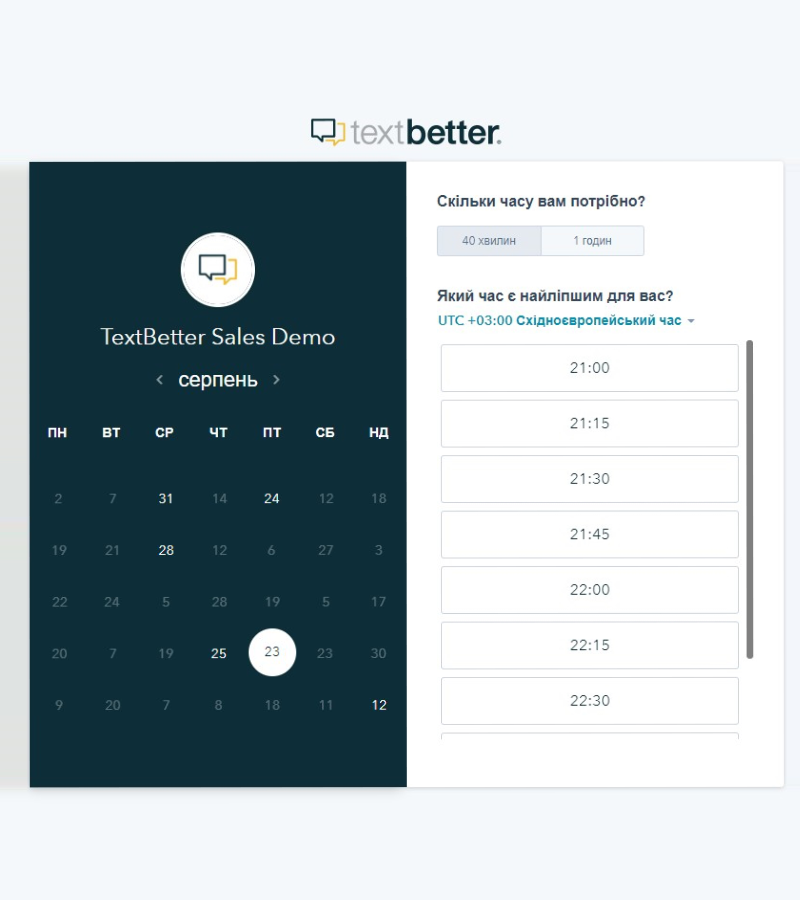 textbetter.
TextBetter Sales Demo
серпень
ПН ВТ СР ЧТ ПТ СБ НД
2 7 31 14 24 12 18
19 21 28 12 6 27 3
22 24 5 28 19 5 17
20 7 19 25 23 23 30
9 20 7 8 18 11 12
Скільки часу вам потрібно?
40 хвилин 1 годин
Який час є найліпшим для вас?
UTC +03:00 Східноєвропейський час
21:00
21:15
21:30
21:45
22:00
22:15
22:30